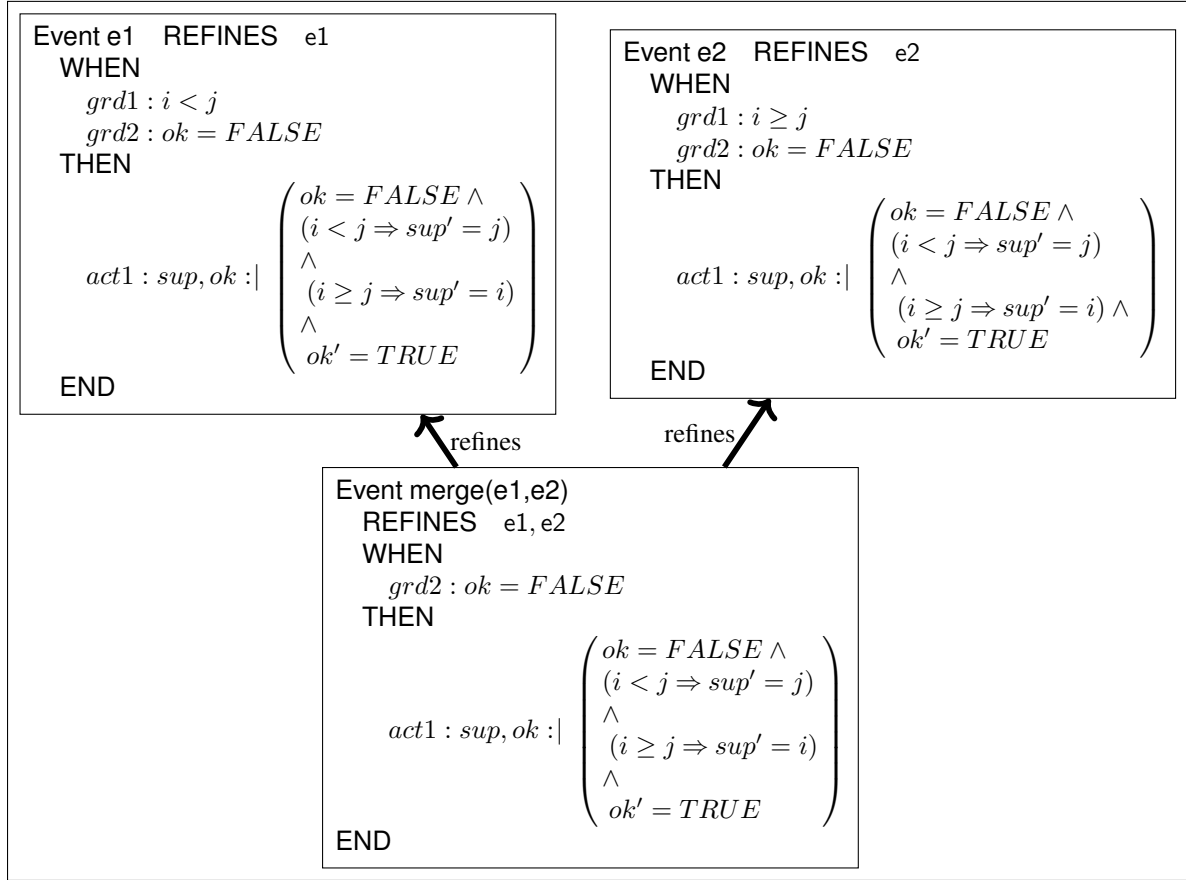 Event e1 REFINES e1
WHEN
grd1 : i < j
grd2 : ok = FALSE
THEN
act1 : sup, ok :| ( ok = FALSE ∧
(i < j ⇒ sup′ = j)
∧
(i ≥ j ⇒ sup′ = i)
∧
ok′ = TRUE )
END
Event e2 REFINES e2
WHEN
grd1 : i ≥ j
grd2 : ok = FALSE
THEN
act1 : sup, ok :| ( ok = FALSE ∧
(i < j ⇒ sup′ = j)
∧
(i ≥ j ⇒ sup′ = i) ∧
ok′ = TRUE )
END
refines
refines
Event merge(e1,e2)
REFINES e1, e2
WHEN
grd2 : ok = FALSE
THEN
act1 : sup, ok :| ( ok = FALSE ∧
(i < j ⇒ sup′ = j)
∧
(i ≥ j ⇒ sup′ = i)
∧
ok′ = TRUE )
END